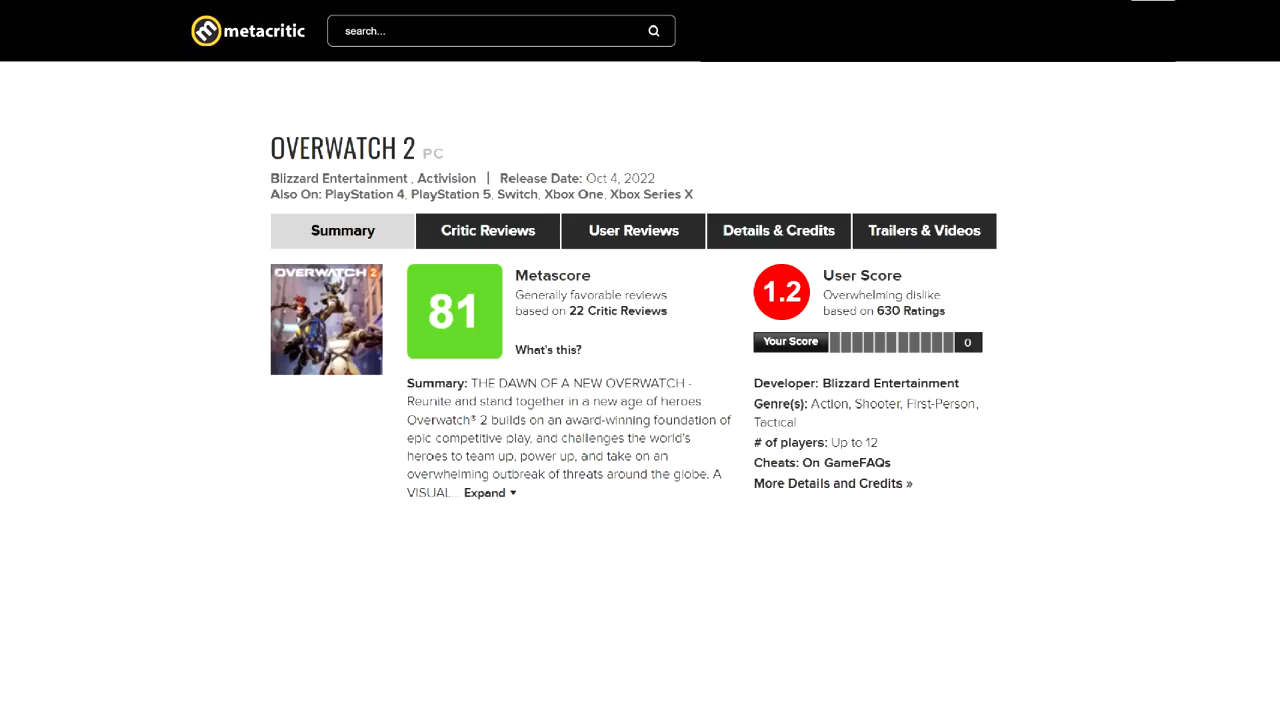 metacritic
search...
OVERWATCH 2 PC
Blizzard Entertainment , Activision | Release Date: Oct 4, 2022
Also On: PlayStation 4, PlayStation 5, Switch, Xbox One, Xbox Series X
Summary Critic Reviews User Reviews Details & Credits Trailers & Videos
OVERWATCH 2
81
Metascore
Generally favorable reviews
based on 22 Critic Reviews
What's this?
Summary: THE DAWN OF A NEW OVERWATCH -
Reunite and stand together in a new age of heroes.
Overwatch® 2 builds on an award-winning foundation of
epic competitive play, and challenges the world's
heroes to team up, power up, and take on an
overwhelming outbreak of threats around the globe. A
VISUAL... Expand ▼
1.2
User Score
Overwhelming dislike
based on 630 Ratings
Your Score 0
Developer: Blizzard Entertainment
Genre(s): Action, Shooter, First-Person,
Tactical
# of players: Up to 12
Cheats: On GameFAQs
More Details and Credits »